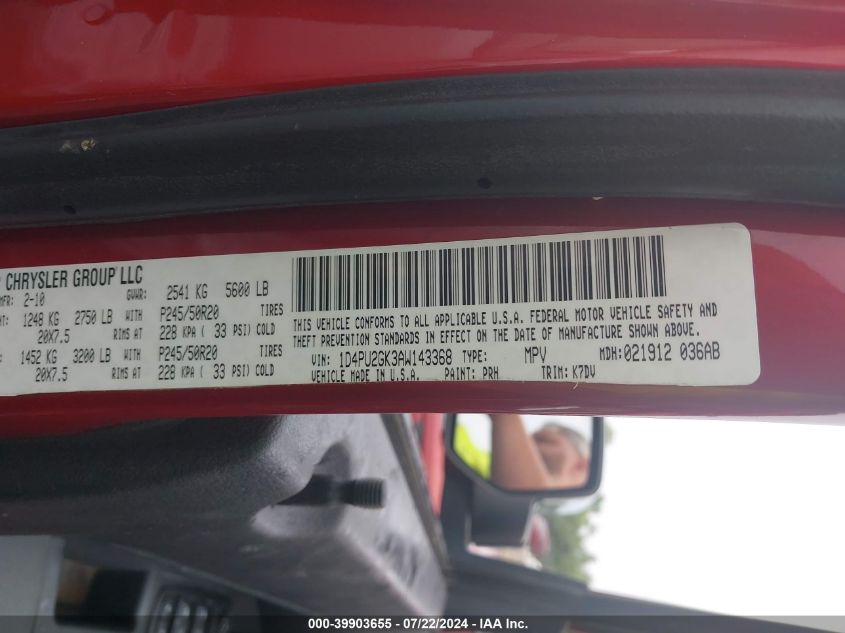 CHRYSLER GROUP LLC
MFR: 2-10 GVWR: 2541 KG 5600 LB
1248 KG 2750 LB WITH P245/50R20 TIRES
20X7.5 RIMS AT 228 KPA ( 33 PSI) COLD
1452 KG 3200 LB WITH P245/50R20 TIRES
20X7.5 RIMS AT 228 KPA ( 33 PSI) COLD
THIS VEHICLE CONFORMS TO ALL APPLICABLE U.S.A. FEDERAL MOTOR VEHICLE SAFETY AND
THEFT PREVENTION STANDARDS IN EFFECT ON THE DATE OF MANUFACTURE SHOWN ABOVE.
VIN: 1D4PU2GK3AW143368 TYPE: MPV MDH: 021912 036AB
VEHICLE MADE IN U.S.A. PAINT: PRH TRIM: K7DV
000-39903655 - 07/22/2024 - IAA Inc.